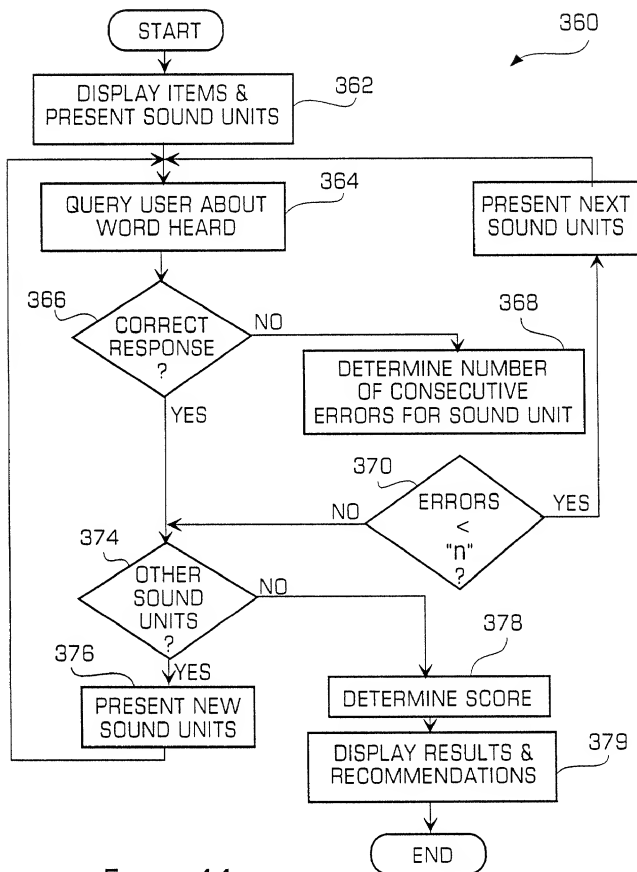 START
360
DISPLAY ITEMS &
PRESENT SOUND UNITS
362
QUERY USER ABOUT
WORD HEARD
364
PRESENT NEXT
SOUND UNITS
366
CORRECT
RESPONSE
?
NO
YES
368
DETERMINE NUMBER
OF CONSECUTIVE
ERRORS FOR SOUND UNIT
370
ERRORS
<
"n"
?
NO
YES
374
OTHER
SOUND
UNITS
?
NO
YES
376
PRESENT NEW
SOUND UNITS
378
DETERMINE SCORE
DISPLAY RESULTS &
RECOMMENDATIONS
379
END